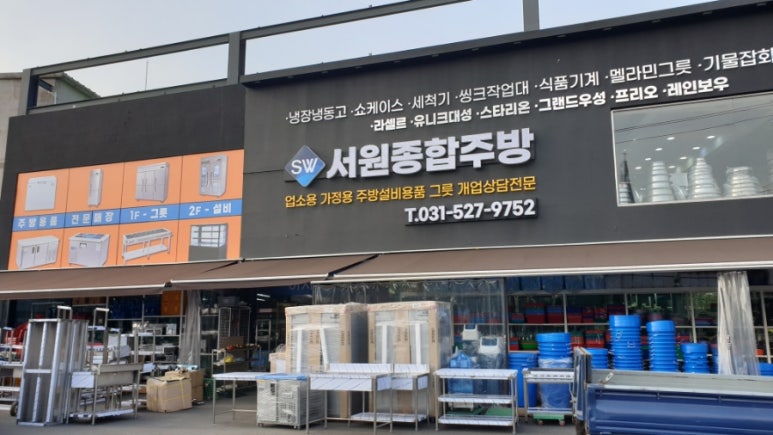 ·냉장냉동고 ·쇼케이스 ·세척기 ·씽크작업대 ·식품기계 ·멜라민그릇 ·기물잡화
·라셀르 ·유니크대성 ·스타리온 ·그랜드우성 ·프리오 ·레인보우
SW 서원종합주방
업소용 가정용 주방설비용품 그릇 개업상담전문
T.031-527-9752
주방용품 전문매장 1F-그릇 2F-설비